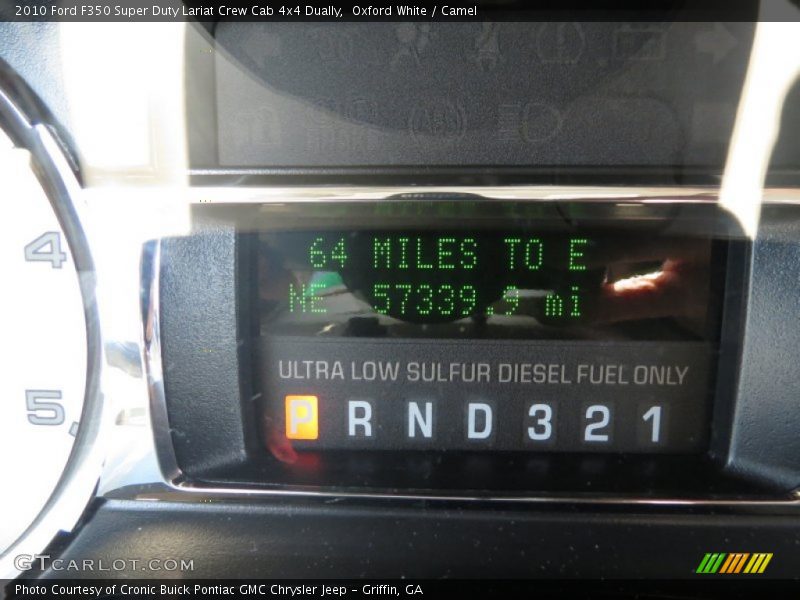 2010 Ford F350 Super Duty Lariat Crew Cab 4x4 Dually,  Oxford White / Camel
64 MILES TO E
NE 57339.9 mi
4
5
ULTRA LOW SULFUR DIESEL FUEL ONLY
P R N D 3 2 1
GTCARLOT.COM
Photo Courtesy of Cronic Buick Pontiac GMC Chrysler Jeep - Griffin, GA